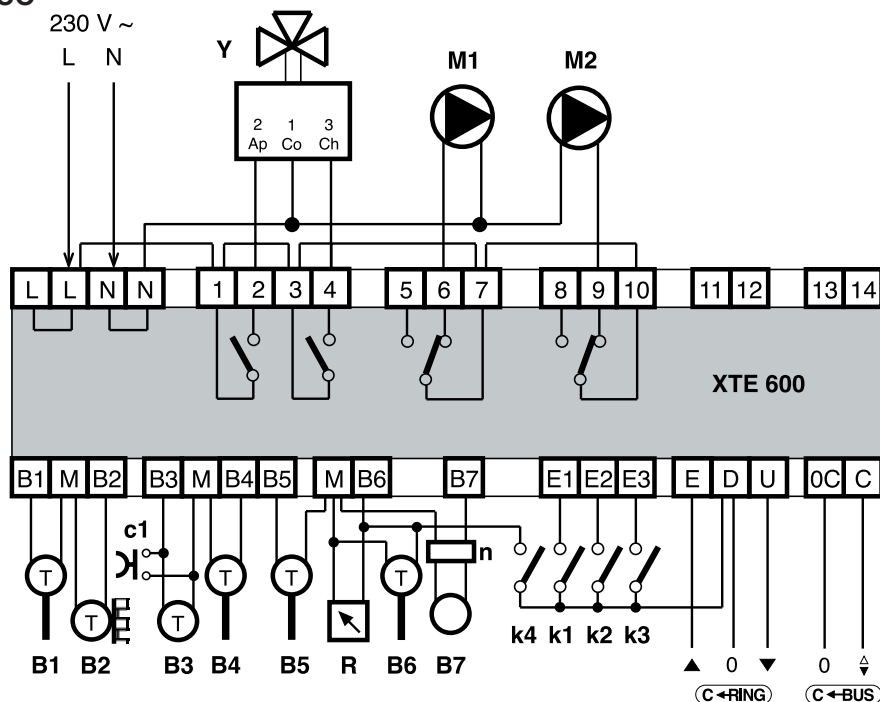 230 V ~
L N
Y
M1
M2
2 1 3
Ap Co Ch
L L N N 1 2 3 4 5 6 7 8 9 10 11 12 13 14
XTE 600
B1 M B2 B3 M B4 B5 M B6 B7 E1 E2 E3 E D U 0C C
c1
n
T T T T T T
k4 k1 k2 k3
B1 B2 B3 B4 B5 R B6 B7
▲ 0 ▼ 0
C RING C BUS